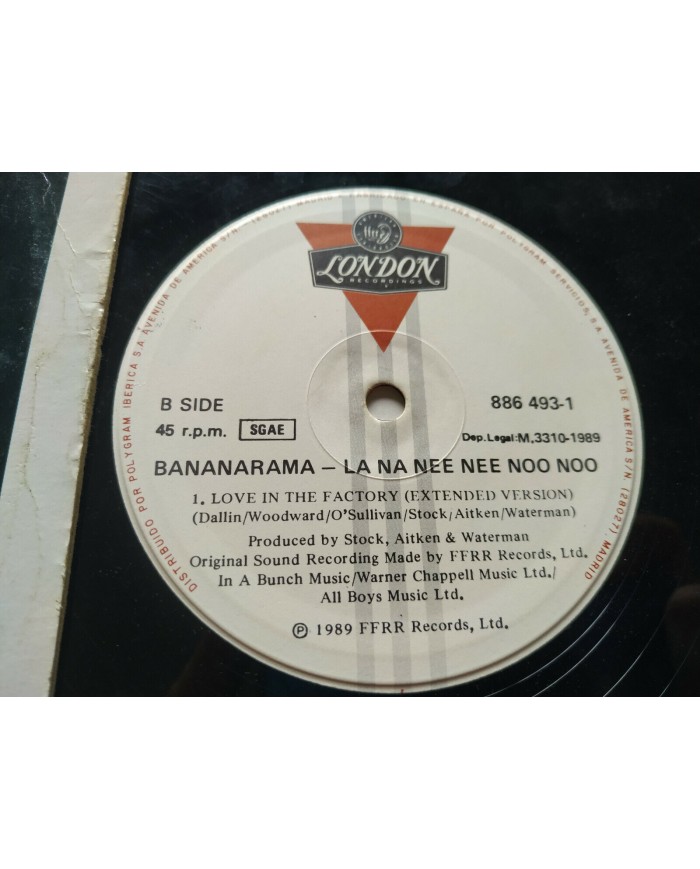 LONDON
RECORDINGS
B SIDE
886 493-1
45 r.p.m. SGAE
Dep. Legal: M, 3310-1989
BANANARAMA – LA NA NEE NEE NOO NOO
1. LOVE IN THE FACTORY (EXTENDED VERSION)
(Dallin/Woodward/O'Sullivan/Stock/Aitken/Waterman)
Produced by Stock, Aitken & Waterman
Original Sound Recording Made by FFRR Records, Ltd.
In A Bunch Music/Warner Chappell Music Ltd./
All Boys Music Ltd.
℗ 1989 FFRR Records, Ltd.
DISTRIBUIDO POR POLYGRAM IBERICA S.A. AVENIDA DE AMERICA S/N.
ESPAÑA POR POLYGRAM SERVICIOS, S.A. AVENIDA DE AMERICA S/N (28027) MADRID